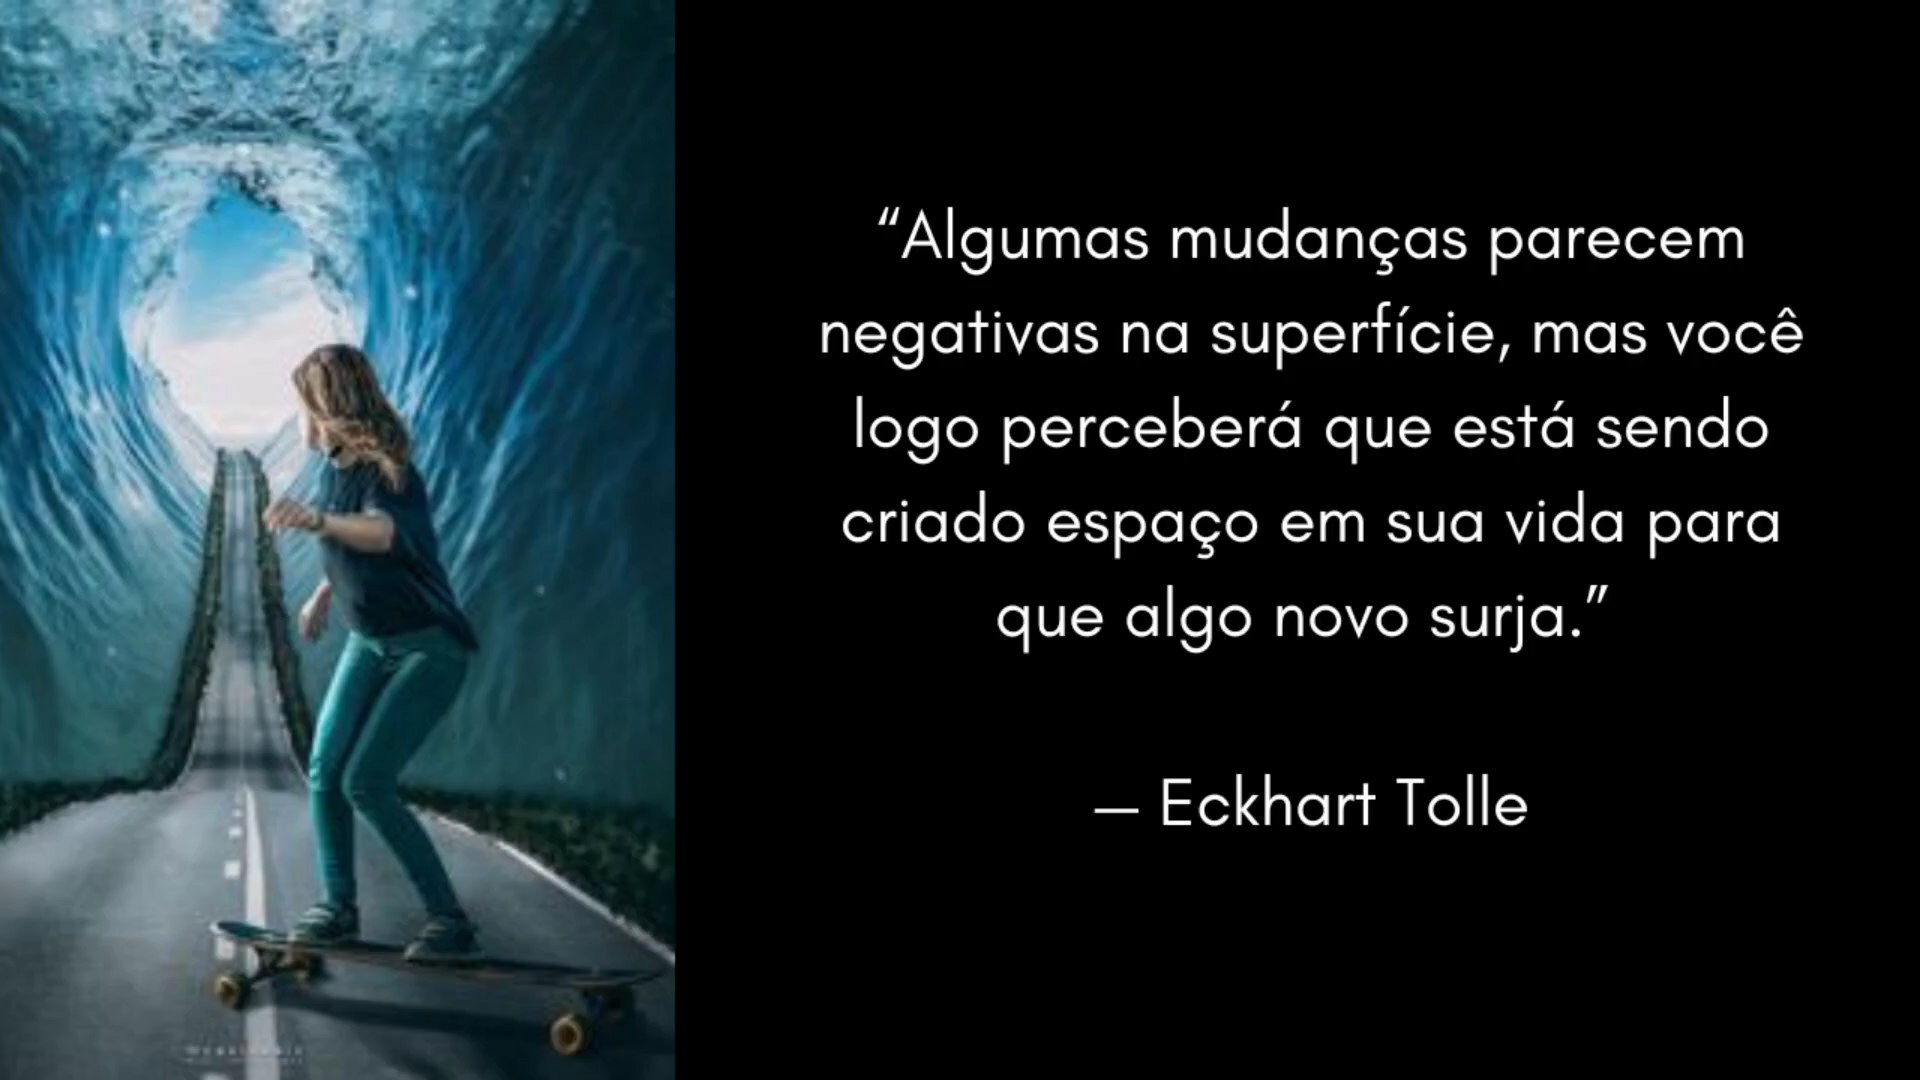 “Algumas mudanças parecem
negativas na superfície, mas você
logo perceberá que está sendo
criado espaço em sua vida para
que algo novo surja.”
— Eckhart Tolle